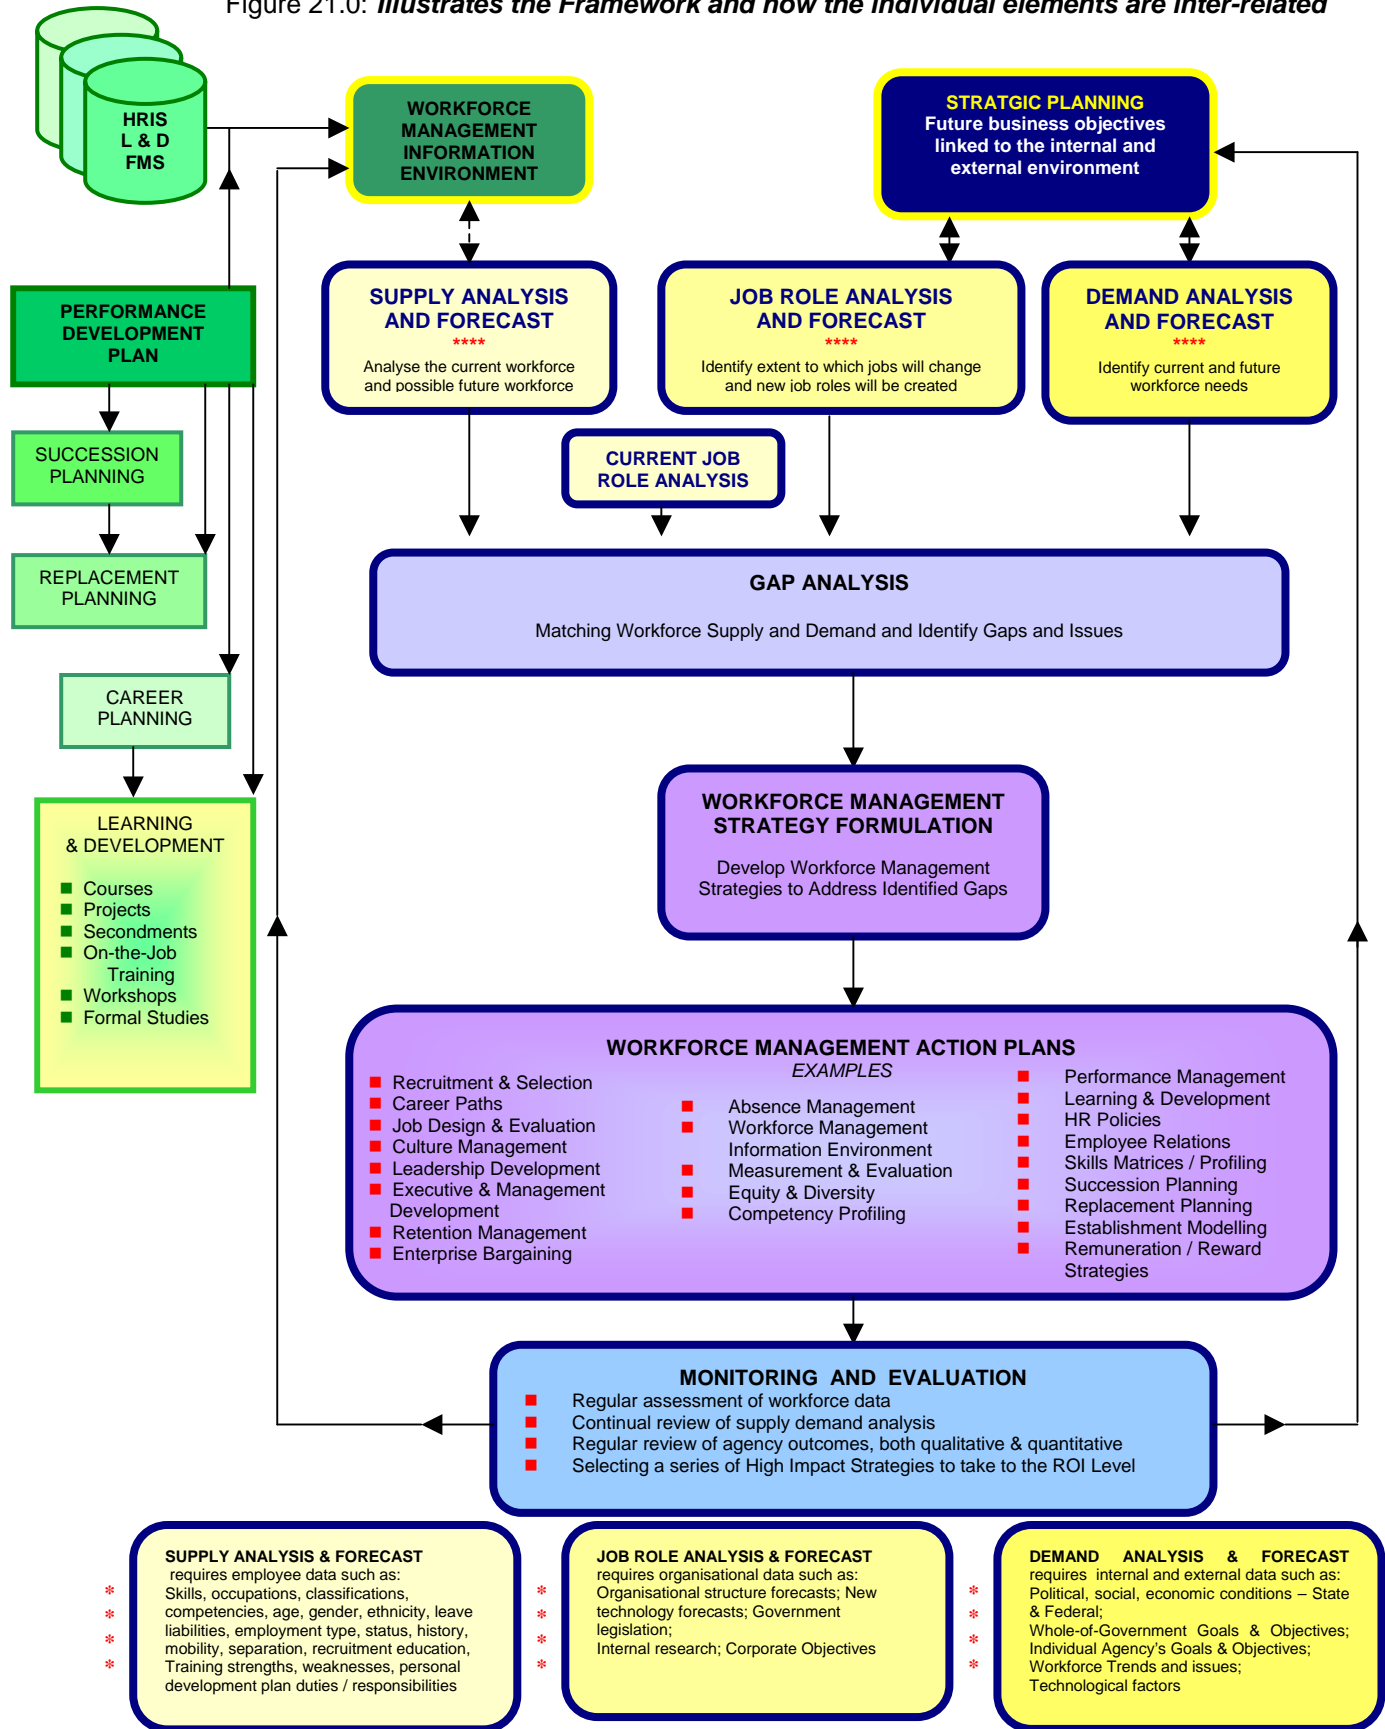 Figure 21.0: Illustrates the Framework and how the individual elements are inter-related
HRIS
L & D
FMS
WORKFORCE
MANAGEMENT
INFORMATION
ENVIRONMENT
STRATGIC PLANNING
Future business objectives
linked to the internal and
external environment
PERFORMANCE
DEVELOPMENT
PLAN
SUCCESSION
PLANNING
REPLACEMENT
PLANNING
CAREER
PLANNING
LEARNING
& DEVELOPMENT
■ Courses
■ Projects
■ Secondments
■ On-the-Job
Training
■ Workshops
■ Formal Studies
SUPPLY ANALYSIS
AND FORECAST
****
Analyse the current workforce
and possible future workforce
JOB ROLE ANALYSIS
AND FORECAST
****
Identify extent to which jobs will change
and new job roles will be created
DEMAND ANALYSIS
AND FORECAST
****
Identify current and future
workforce needs
CURRENT JOB
ROLE ANALYSIS
GAP ANALYSIS
Matching Workforce Supply and Demand and Identify Gaps and Issues
WORKFORCE MANAGEMENT
STRATEGY FORMULATION
Develop Workforce Management
Strategies to Address Identified Gaps
WORKFORCE MANAGEMENT ACTION PLANS
EXAMPLES
■ Recruitment & Selection
■ Career Paths
■ Job Design & Evaluation
■ Culture Management
■ Leadership Development
■ Executive & Management
Development
■ Retention Management
■ Enterprise Bargaining
■ Absence Management
■ Workforce Management
Information Environment
■ Measurement & Evaluation
■ Equity & Diversity
■ Competency Profiling
■ Performance Management
■ Learning & Development
■ HR Policies
■ Employee Relations
■ Skills Matrices / Profiling
■ Succession Planning
■ Replacement Planning
■ Establishment Modelling
■ Remuneration / Reward
Strategies
MONITORING AND EVALUATION
■ Regular assessment of workforce data
■ Continual review of supply demand analysis
■ Regular review of agency outcomes, both qualitative & quantitative
■ Selecting a series of High Impact Strategies to take to the ROI Level
*
*
*
*
SUPPLY ANALYSIS & FORECAST
requires employee data such as:
Skills, occupations, classifications,
competencies, age, gender, ethnicity, leave
liabilities, employment type, status, history,
mobility, separation, recruitment education,
Training strengths, weaknesses, personal
development plan duties / responsibilities
*
*
*
*
JOB ROLE ANALYSIS & FORECAST
requires organisational data such as:
Organisational structure forecasts; New
technology forecasts; Government
legislation;
Internal research; Corporate Objectives
*
*
*
*
DEMAND ANALYSIS & FORECAST
requires internal and external data such as:
Political, social, economic conditions – State
& Federal;
Whole-of-Government Goals & Objectives;
Individual Agency's Goals & Objectives;
Workforce Trends and issues;
Technological factors